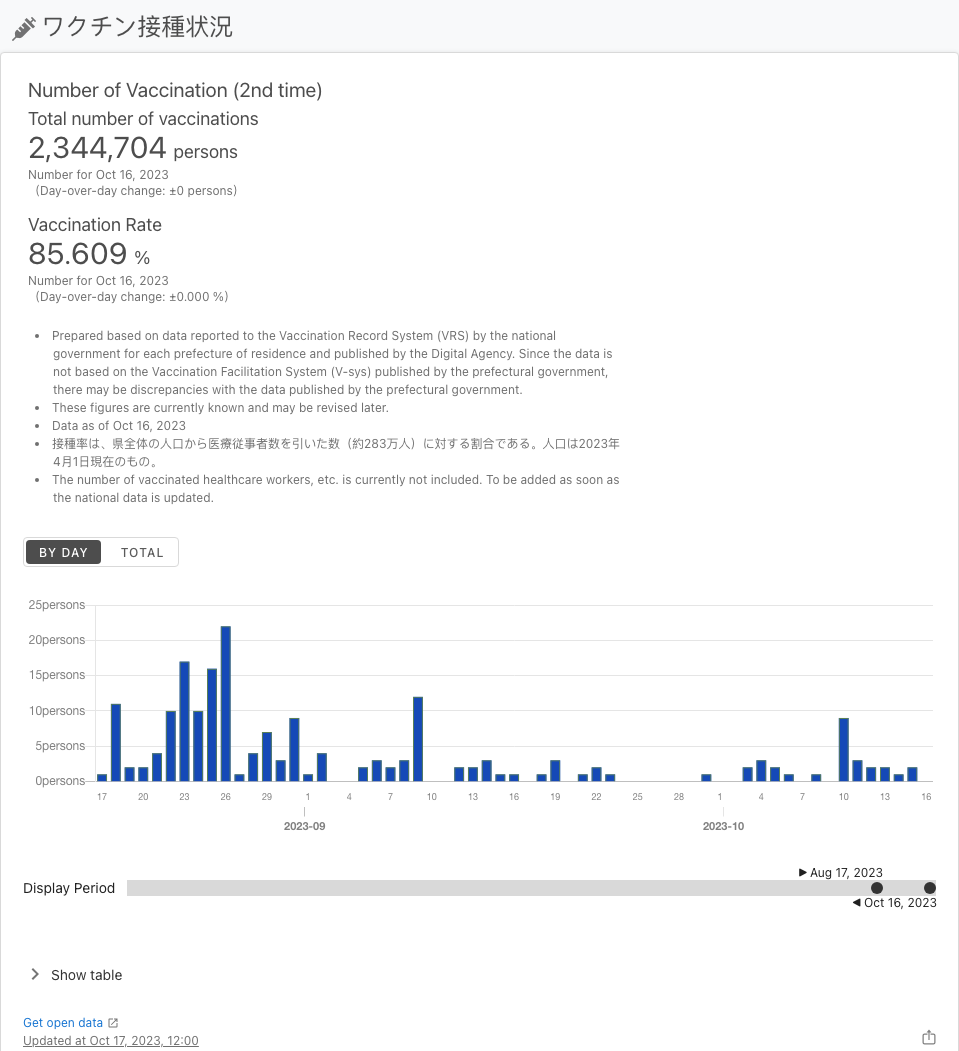 ワクチン接種状況
Number of Vaccination (2nd time)
Total number of vaccinations
2,344,704 persons
Number for Oct 16, 2023
(Day-over-day change: ±0 persons)
Vaccination Rate
85.609 %
Number for Oct 16, 2023
(Day-over-day change: ±0.000 %)
• Prepared based on data reported to the Vaccination Record System (VRS) by the national
government for each prefecture of residence and published by the Digital Agency. Since the data is
not based on the Vaccination Facilitation System (V-sys) published by the prefectural government,
there may be discrepancies with the data published by the prefectural government.
• These figures are currently known and may be revised later.
• Data as of Oct 16, 2023
• 接種率は、県全体の人口から医療従事者数を引いた数（約283万人）に対する割合である。人口は2023年
4月1日現在のもの。
• The number of vaccinated healthcare workers, etc. is currently not included. To be added as soon as
the national data is updated.
BY DAY TOTAL
25persons
20persons
15persons
10persons
5persons
0persons
17 20 23 26 29 1 4 7 10 13 16 19 22 25 28 1 4 7 10 13 16
2023-09 2023-10
▶ Aug 17, 2023
Display Period
◀ Oct 16, 2023
Show table
Get open data
Updated at Oct 17, 2023, 12:00